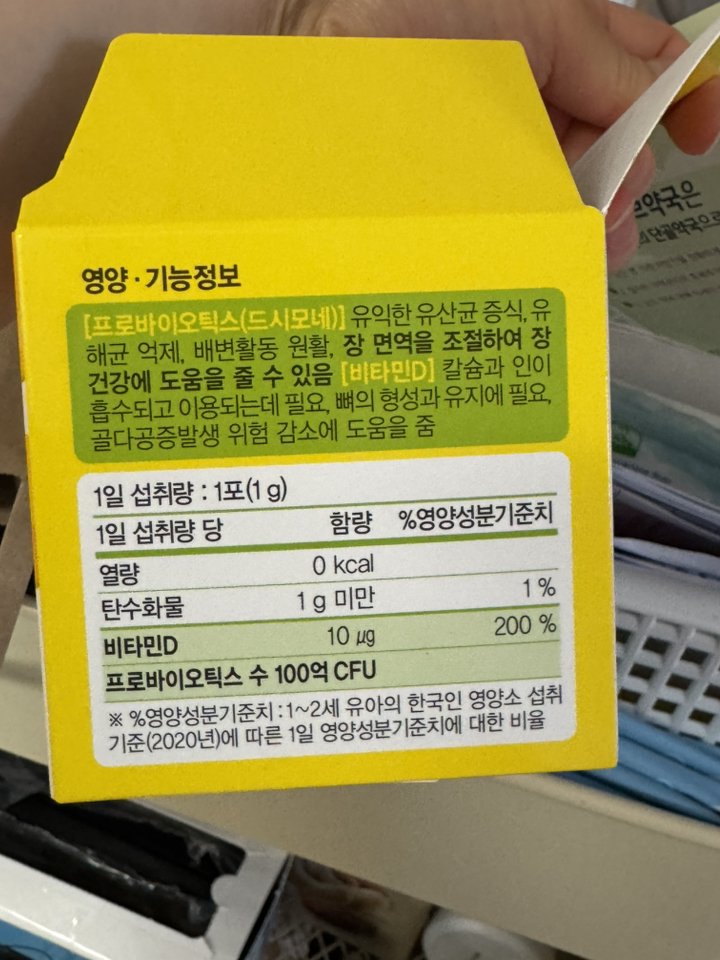 영양·기능정보
[프로바이오틱스(드시모네)] 유익한 유산균 증식, 유
해균 억제, 배변활동 원활, 장 면역을 조절하여 장
건강에 도움을 줄 수 있음 [비타민D] 칼슘과 인이
흡수되고 이용되는데 필요, 뼈의 형성과 유지에 필요,
골다공증발생 위험 감소에 도움을 줌
1일 섭취량 : 1포(1 g)
1일 섭취량 당 함량 %영양성분기준치
열량 0 kcal
탄수화물 1 g 미만 1 %
비타민D 10 µg 200 %
프로바이오틱스 수 100억 CFU
※ %영양성분기준치 : 1~2세 유아의 한국인 영양소 섭취
기준(2020년)에 따른 1일 영양성분기준치에 대한 비율
약국은
단골약국으로